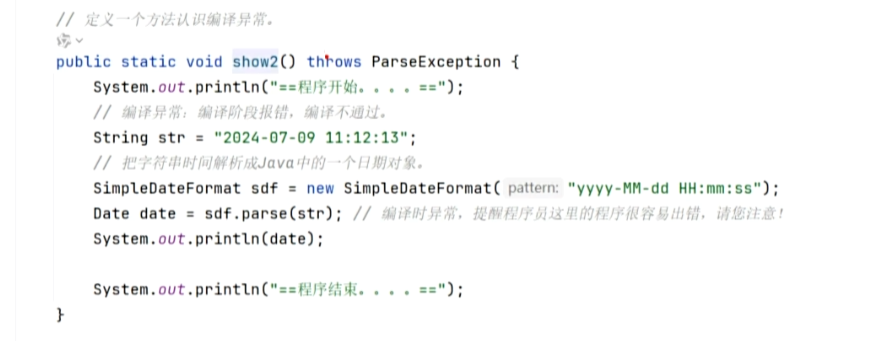 // 定义一个方法认识编译异常。
public static void show2() throws ParseException {
System.out.println("==程序开始。。。。==");
// 编译异常：编译阶段报错，编译不通过。
String str = "2024-07-09 11:12:13";
// 把字符串时间解析成Java中的一个日期对象。
SimpleDateFormat sdf = new SimpleDateFormat( pattern: "yyyy-MM-dd HH:mm:ss");
Date date = sdf.parse(str); // 编译时异常，提醒程序员这里的程序很容易出错，请您注意！
System.out.println(date);
System.out.println("==程序结束。。。。==");
}